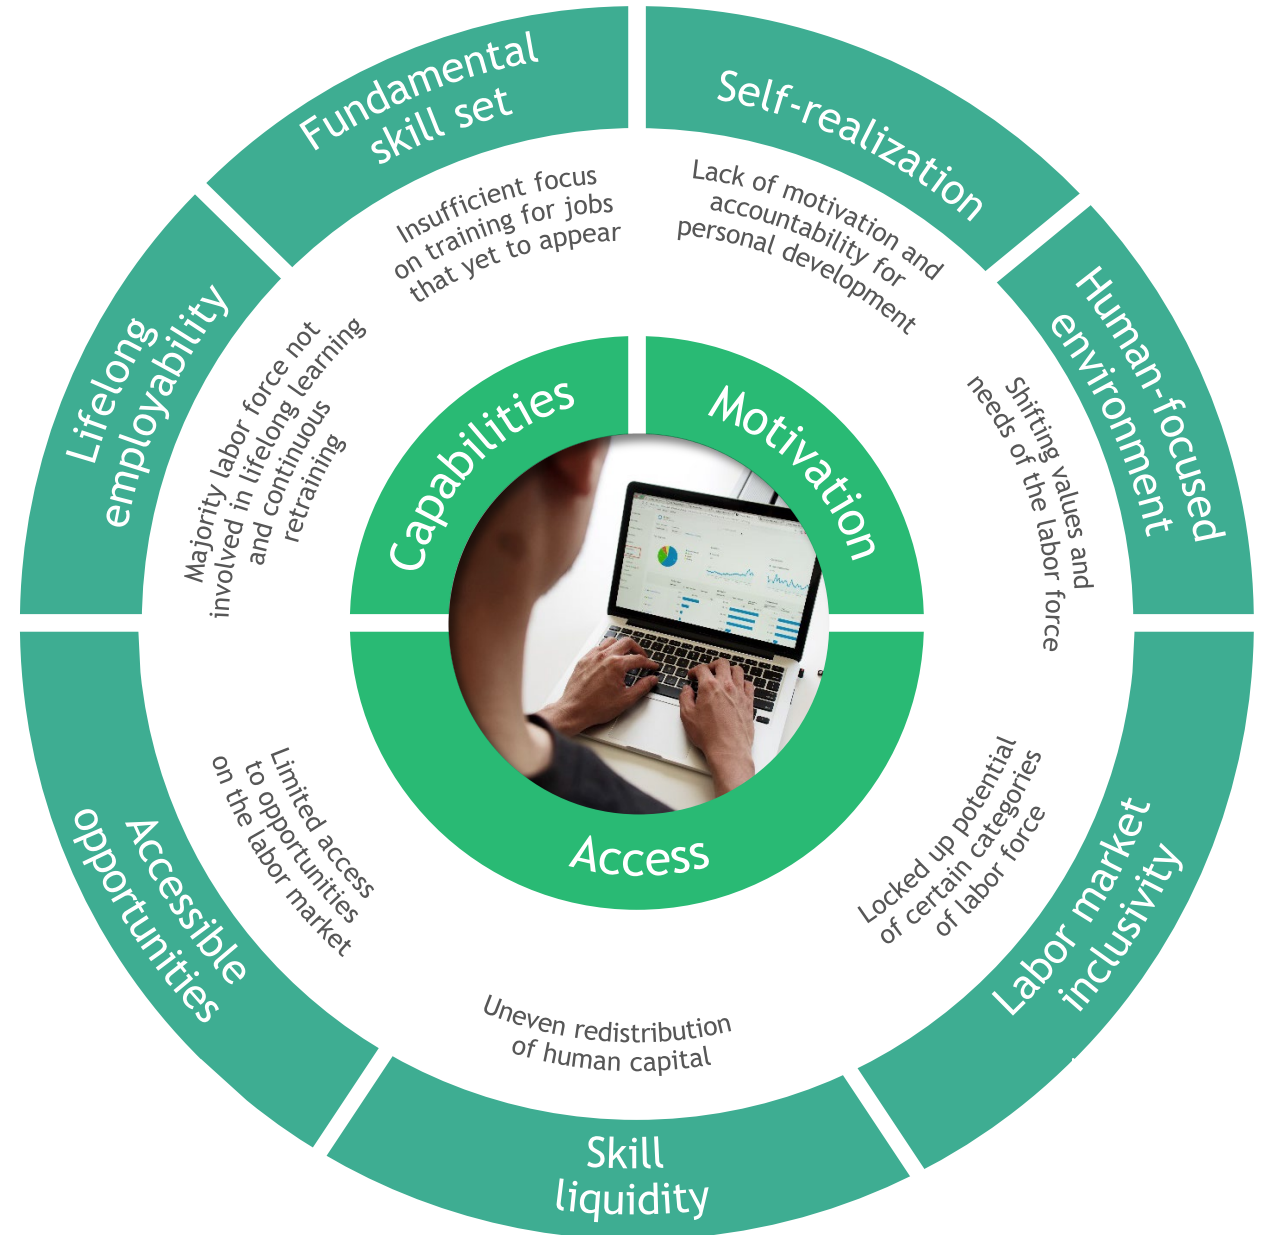 Fundamental
skill set
Self-realization
Human-focused
environment
Labor market
inclusivity
Skill
liquidity
Accessible
opportunities
Lifelong
employability
Insufficient focus
on training for jobs
that yet to appear
Lack of motivation and
accountability for
personal development
Shifting values and
needs of the labor force
Locked up potential
of certain categories
of labor force
Uneven redistribution
of human capital
Limited access
to opportunities
on the labor market
Majority labor force not
involved in lifelong learning
and continuous
retraining
Capabilities
Motivation
Access